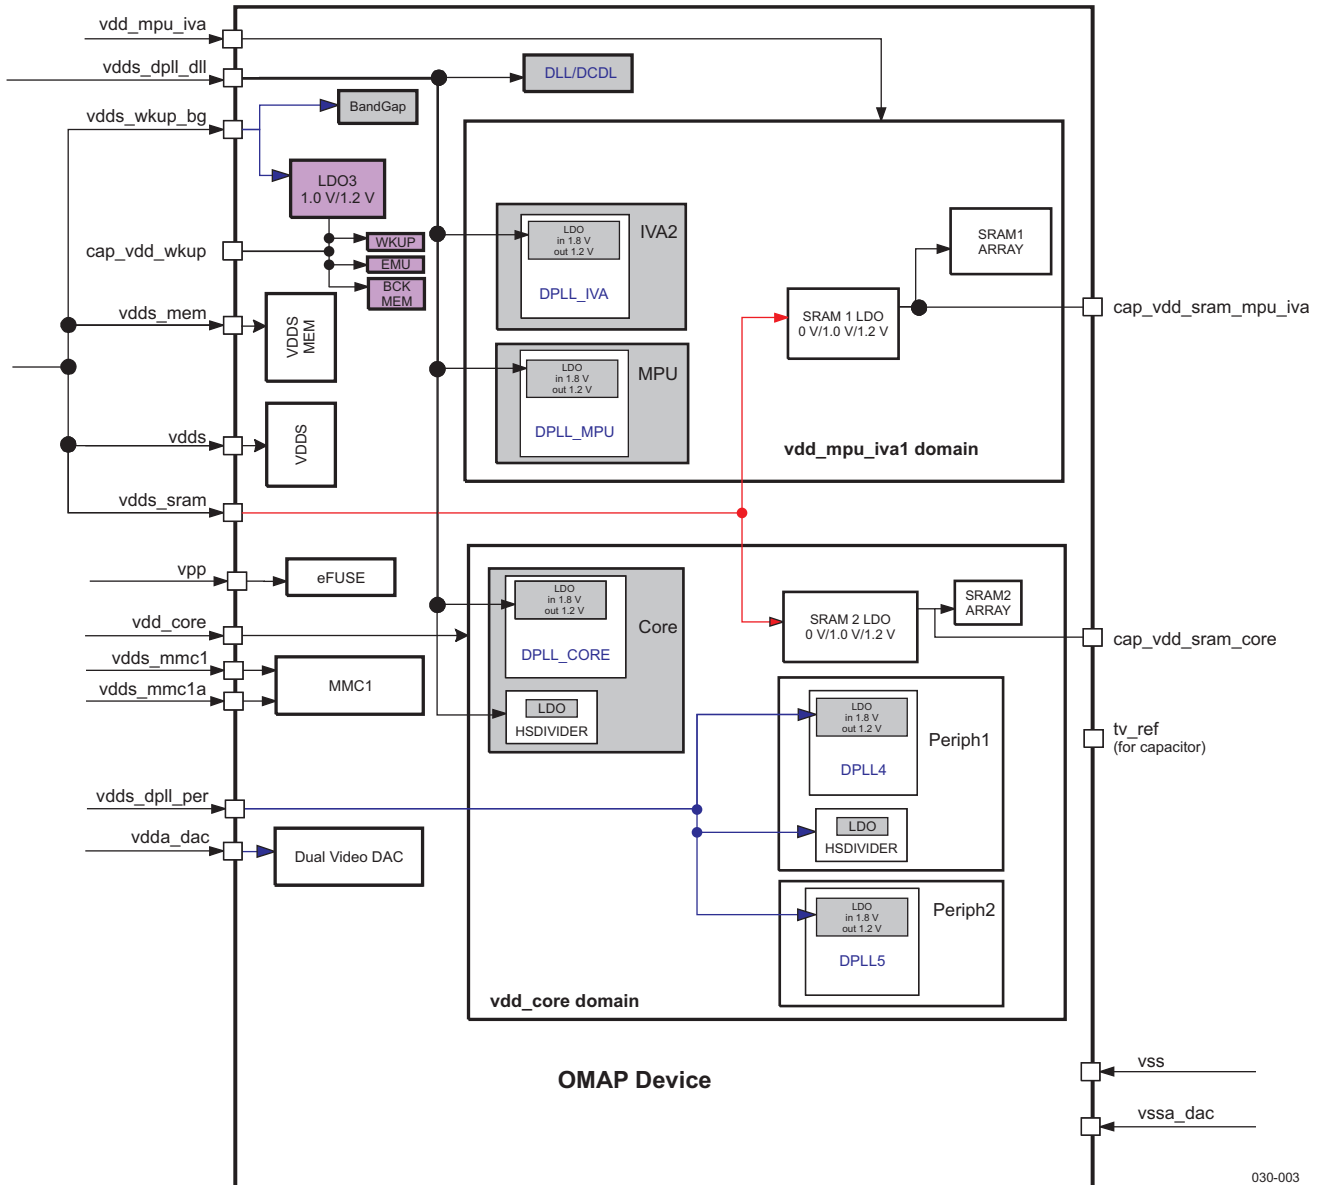 vdd_mpu_iva
vdds_dpll_dll
DLL/DCDL
vdds_wkup_bg
BandGap
LDO3
1.0 V/1.2 V
cap_vdd_wkup
WKUP
EMU
BCK
MEM
vdds_mem
VDDS
MEM
vdds
VDDS
vdds_sram
LDO
in 1.8 V
out 1.2 V
IVA2
DPLL_IVA
LDO
in 1.8 V
out 1.2 V
MPU
DPLL_MPU
SRAM1
ARRAY
SRAM 1 LDO
0 V/1.0 V/1.2 V
cap_vdd_sram_mpu_iva
vdd_mpu_iva1 domain
vpp
eFUSE
vdd_core
vdds_mmc1
vdds_mmc1a
MMC1
LDO
in 1.8 V
out 1.2 V
Core
DPLL_CORE
LDO
HSDIVIDER
SRAM2
ARRAY
SRAM 2 LDO
0 V/1.0 V/1.2 V
cap_vdd_sram_core
tv_ref
(for capacitor)
LDO
in 1.8 V
out 1.2 V
Periph1
DPLL4
LDO
HSDIVIDER
vdds_dpll_per
vdda_dac
Dual Video DAC
LDO
in 1.8 V
out 1.2 V
Periph2
DPLL5
vdd_core domain
OMAP Device
vss
vssa_dac
030-003